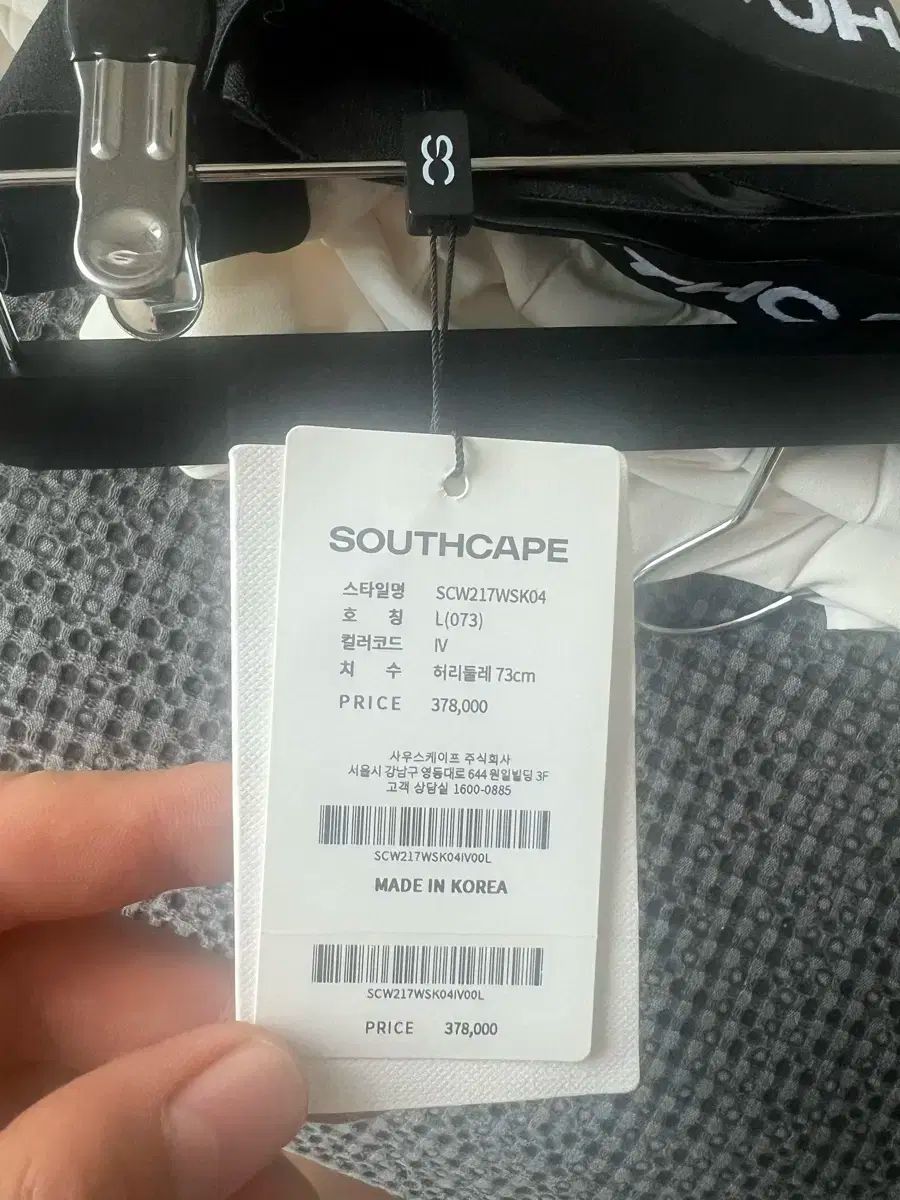 SOUTHCAPE
스타일명 SCW217WSK04
호 칭 L(073)
컬러코드 IV
치 수 허리둘레 73cm
PRICE 378,000
사우스케이프 주식회사
서울시 강남구 영동대로 644 원일빌딩 3F
고객 상담실 1600-0885
SCW217WSK04IV00L
MADE IN KOREA
SCW217WSK04IV00L
PRICE 378,000